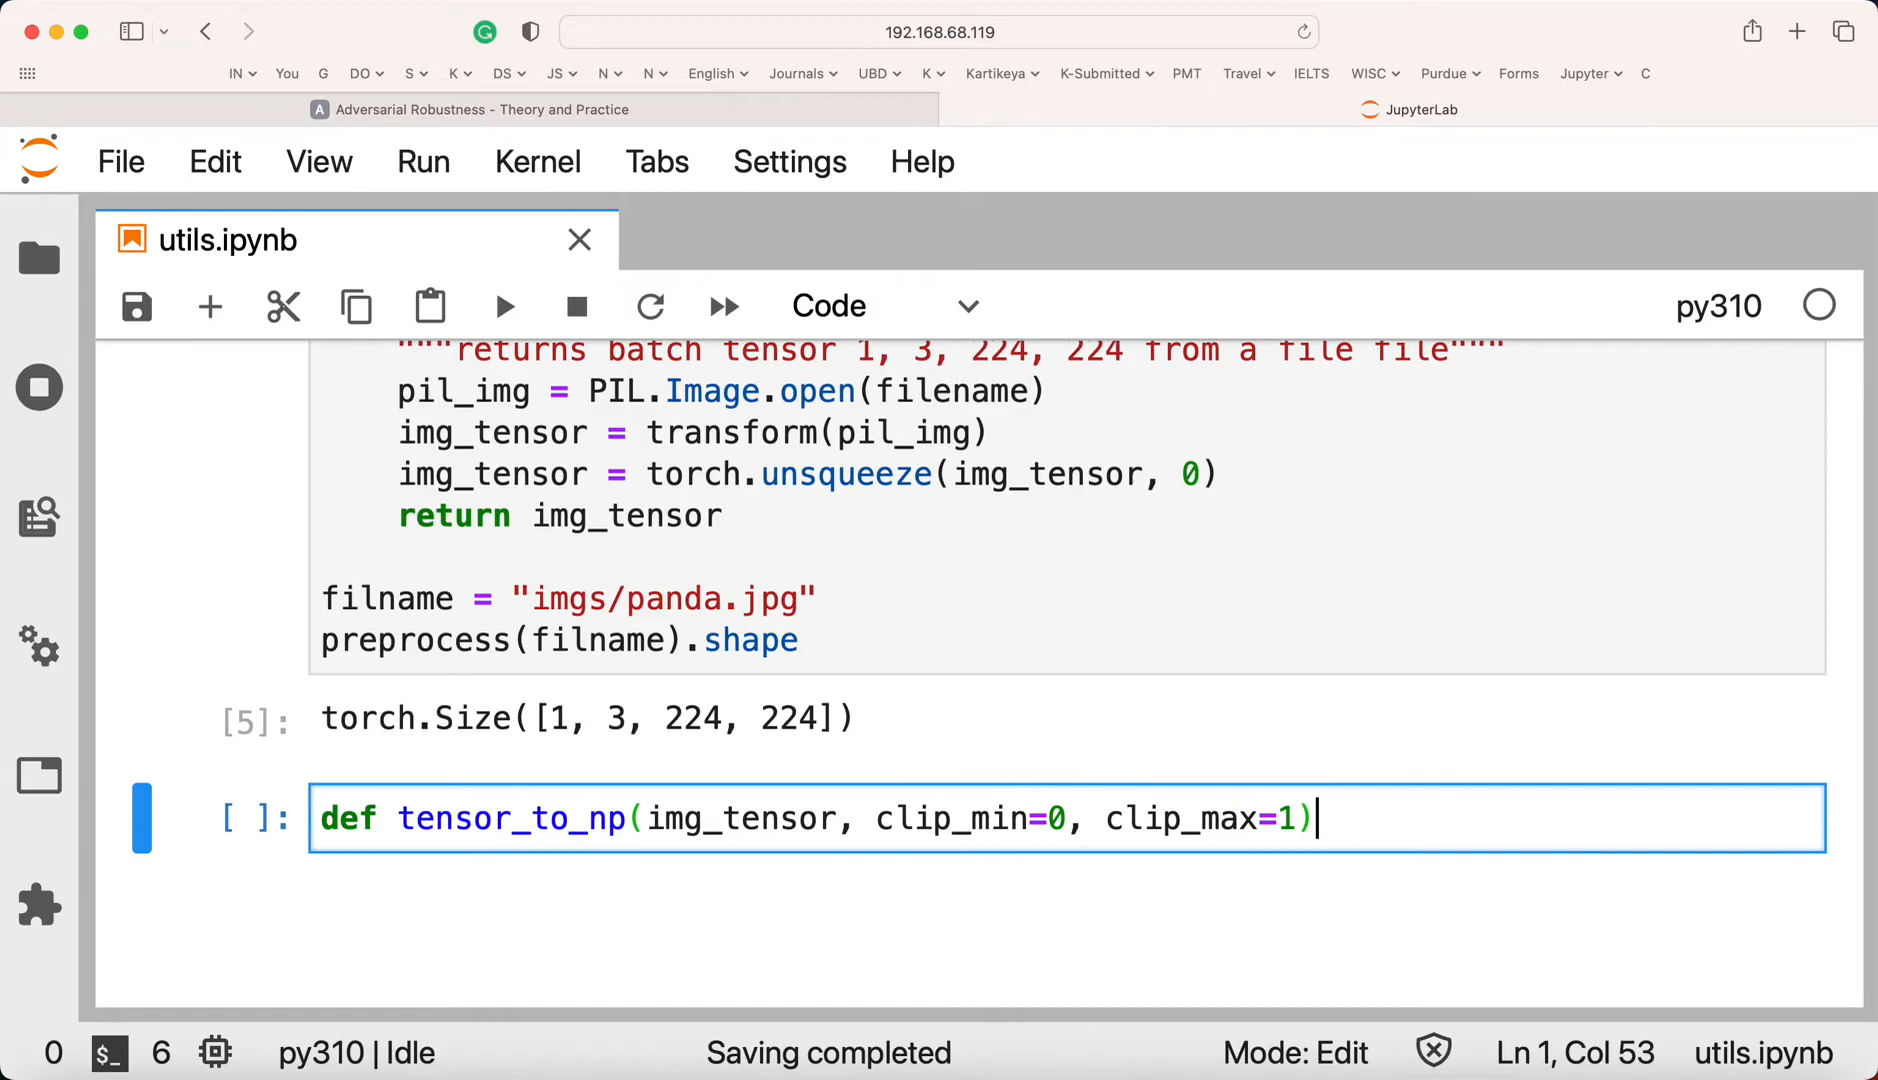 192.168.68.119
IN You G DO S K DS JS N N English Journals UBD K Kartikeya K-Submitted PMT Travel IELTS WISC Purdue Forms Jupyter C
A Adversarial Robustness - Theory and Practice
JupyterLab
File Edit View Run Kernel Tabs Settings Help
utils.ipynb
Code
py310
"""returns batch tensor 1, 3, 224, 224 from a file file"""
pil_img = PIL.Image.open(filename)
img_tensor = transform(pil_img)
img_tensor = torch.unsqueeze(img_tensor, 0)
return img_tensor
filname = "imgs/panda.jpg"
preprocess(filname).shape
[5]: torch.Size([1, 3, 224, 224])
[ ]: def tensor_to_np(img_tensor, clip_min=0, clip_max=1)
0 $_ 6 py310 | Idle Saving completed Mode: Edit Ln 1, Col 53 utils.ipynb